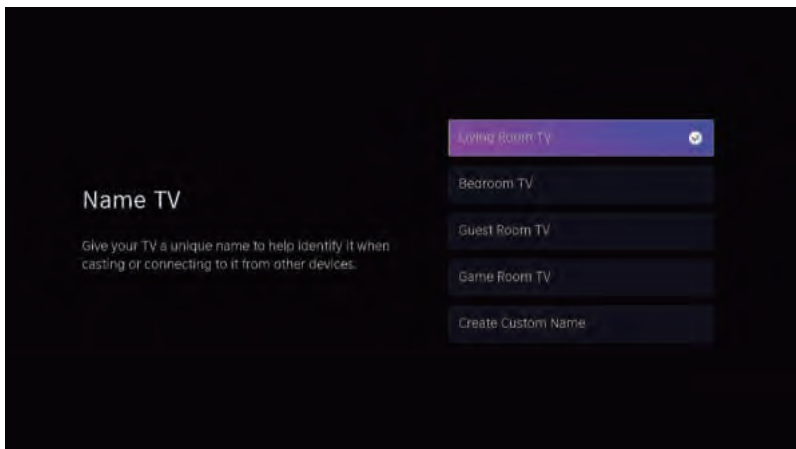 Name TV
Give your TV a unique name to help identify it when
casting or connecting to it from other devices.
Living Room TV
Bedroom TV
Guest Room TV
Game Room TV
Create Custom Name